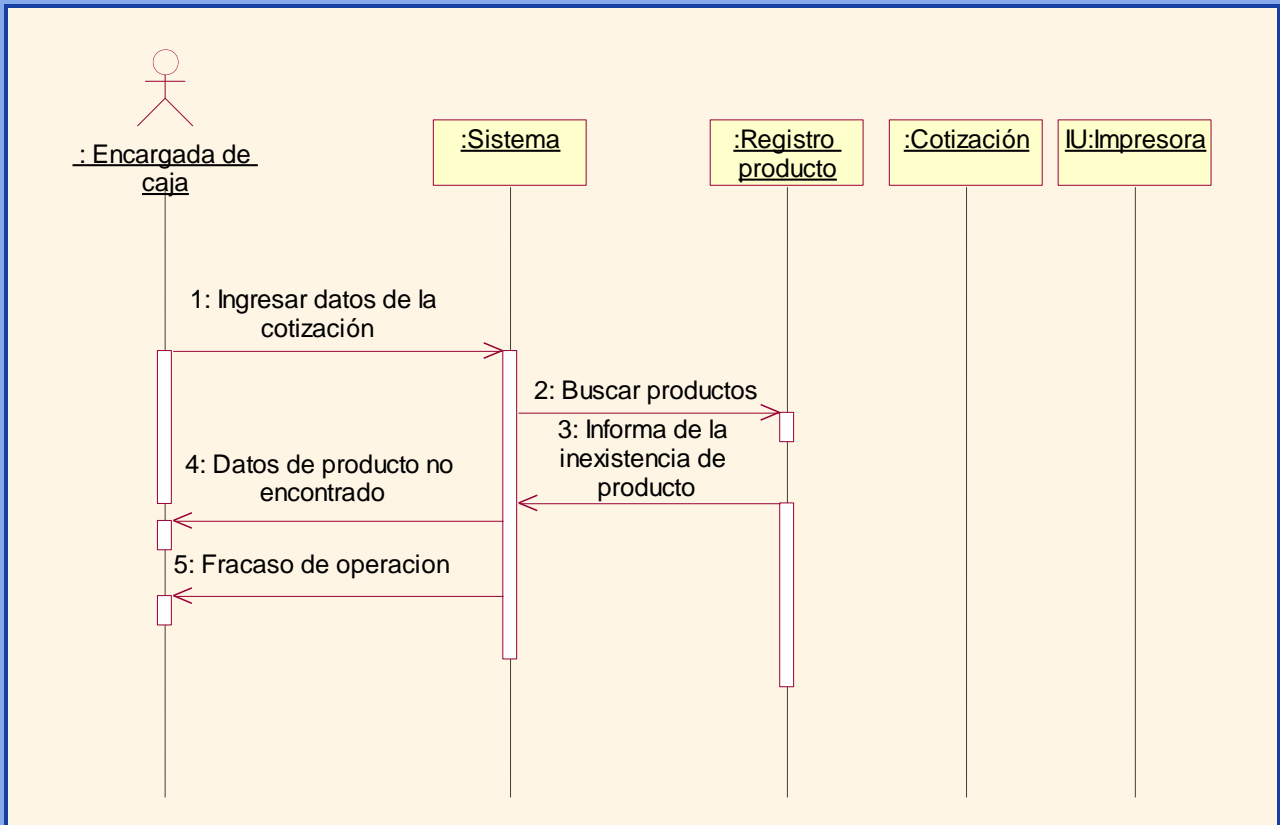 : Encargada de
caja
:Sistema
:Registro
producto
:Cotización
IU:Impresora
1: Ingresar datos de la
cotización
2: Buscar productos
3: Informa de la
inexistencia de
producto
4: Datos de producto no
encontrado
5: Fracaso de operacion